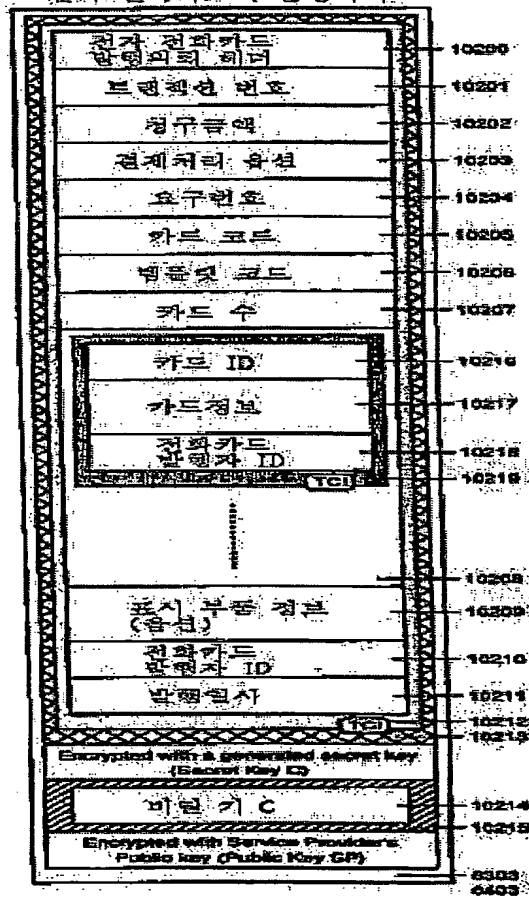 전자 전화카드
발행의뢰 헤더
10200
트랜잭션 번호
10201
청구금액
10202
결제처리 옵션
10203
요구번호
10204
카드 코드
10205
템플릿 코드
10206
카드 수
10207
카드 ID
10216
카드정보
10217
전화카드
발행자 ID
10218
TCI
10219
10208
표시 부품 정보
(옵션)
10209
전화카드
발행자 ID
10210
발행일시
10211
TCI
10212
10213
Encrypted with a generated secret key
(Secret Key C)
비밀 키 C
10214
10215
Encrypted with Service Provider's
Public key (Public Key SP)
8303
8403